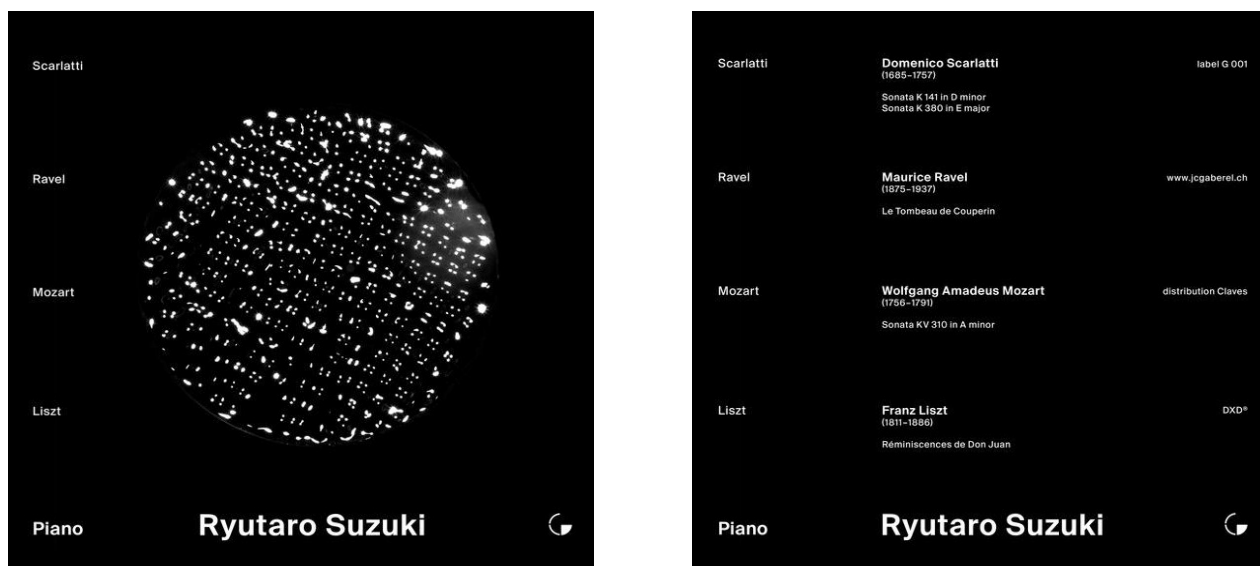 Scarlatti
Ravel
Mozart
Liszt
Piano
Ryutaro Suzuki
Scarlatti
Domenico Scarlatti
(1685–1757)
Sonata K 141 in D minor
Sonata K 380 in E major
label G 001
Ravel
Maurice Ravel
(1875–1937)
Le Tombeau de Couperin
www.jcgaberel.ch
Mozart
Wolfgang Amadeus Mozart
(1756–1791)
Sonata KV 310 in A minor
distribution Claves
Liszt
Franz Liszt
(1811–1886)
Réminiscences de Don Juan
DXD®
Piano
Ryutaro Suzuki